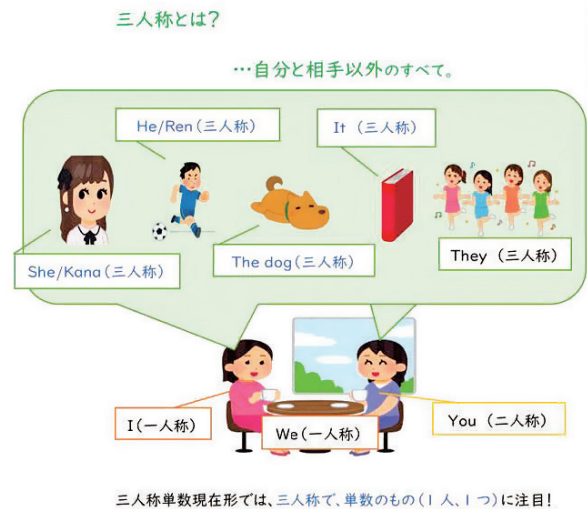 三人称とは?
…自分と相手以外のすべて。
He/Ren(三人称)
It (三人称)
She/Kana(三人称)
The dog(三人称)
They (三人称)
I(一人称)
We(一人称)
You (二人称)
三人称単数現在形では、三人称で、単数のもの(1人、1つ)に注目!